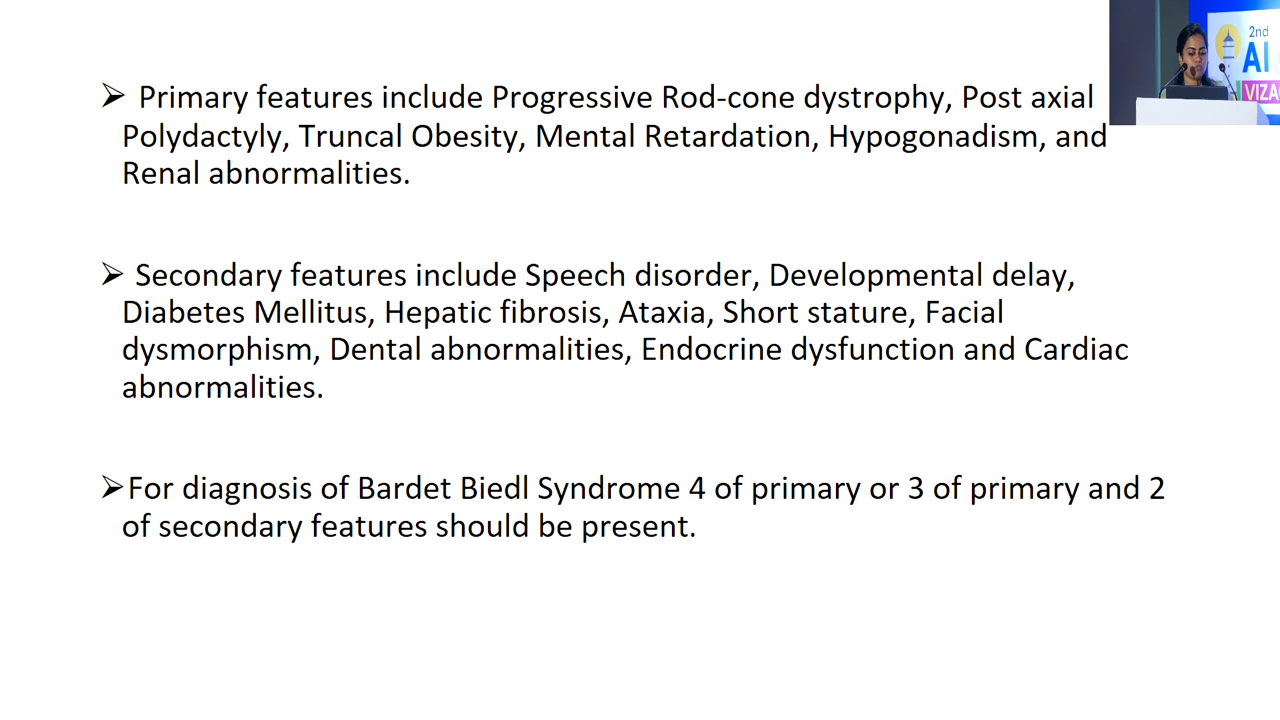 ➢ Primary features include Progressive Rod-cone dystrophy, Post axial
Polydactyly, Truncal Obesity, Mental Retardation, Hypogonadism, and
Renal abnormalities.
➢ Secondary features include Speech disorder, Developmental delay,
Diabetes Mellitus, Hepatic fibrosis, Ataxia, Short stature, Facial
dysmorphism, Dental abnormalities, Endocrine dysfunction and Cardiac
abnormalities.
➢For diagnosis of Bardet Biedl Syndrome 4 of primary or 3 of primary and 2
of secondary features should be present.
2nd
AI
VIZA